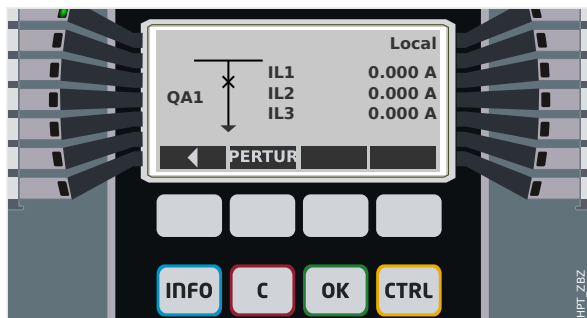 Local
IL1 0.000 A
QA1 IL2 0.000 A
IL3 0.000 A
PERTUR
INFO C OK CTRL
HPT_ZBZ